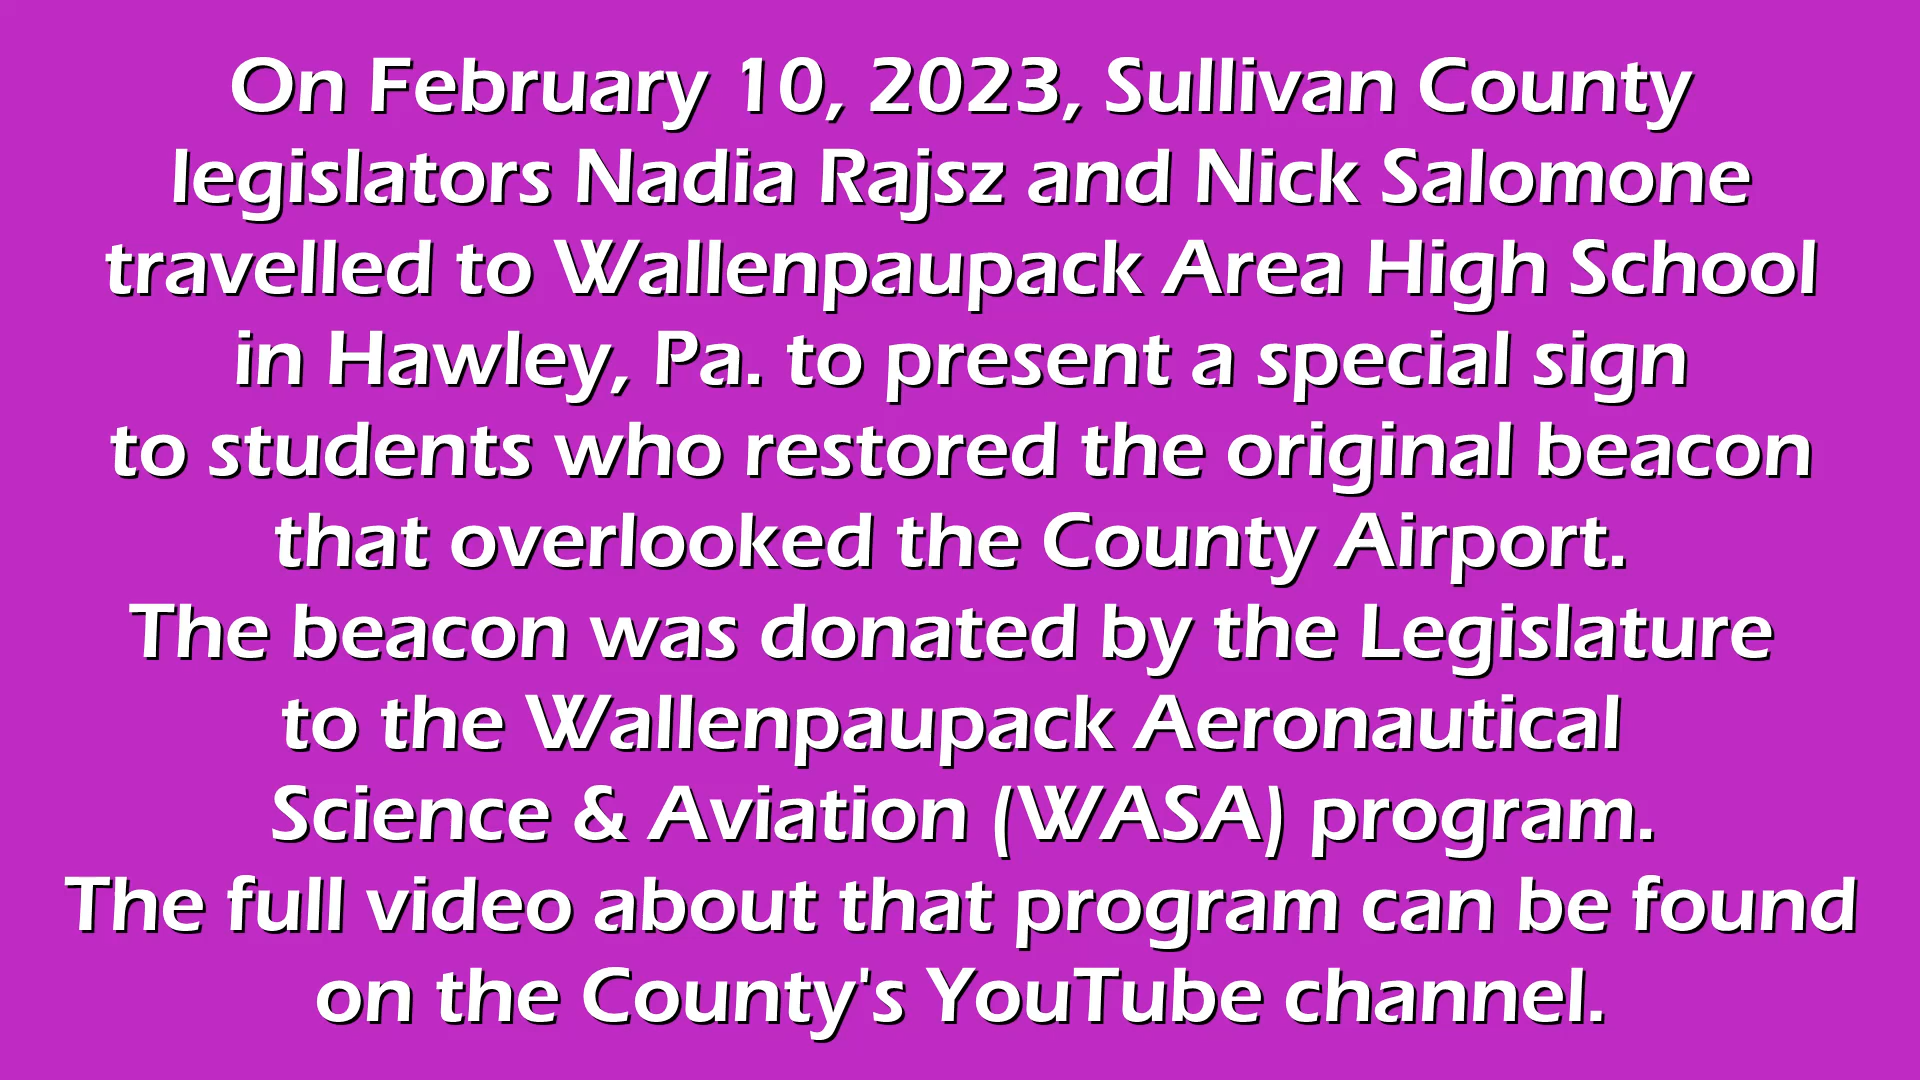 On February 10, 2023, Sullivan County
legislators Nadia Rajsz and Nick Salomone
travelled to Wallenpaupack Area High School
in Hawley, Pa. to present a special sign
to students who restored the original beacon
that overlooked the County Airport.
The beacon was donated by the Legislature
to the Wallenpaupack Aeronautical
Science & Aviation (WASA) program.
The full video about that program can be found
on the County's YouTube channel.